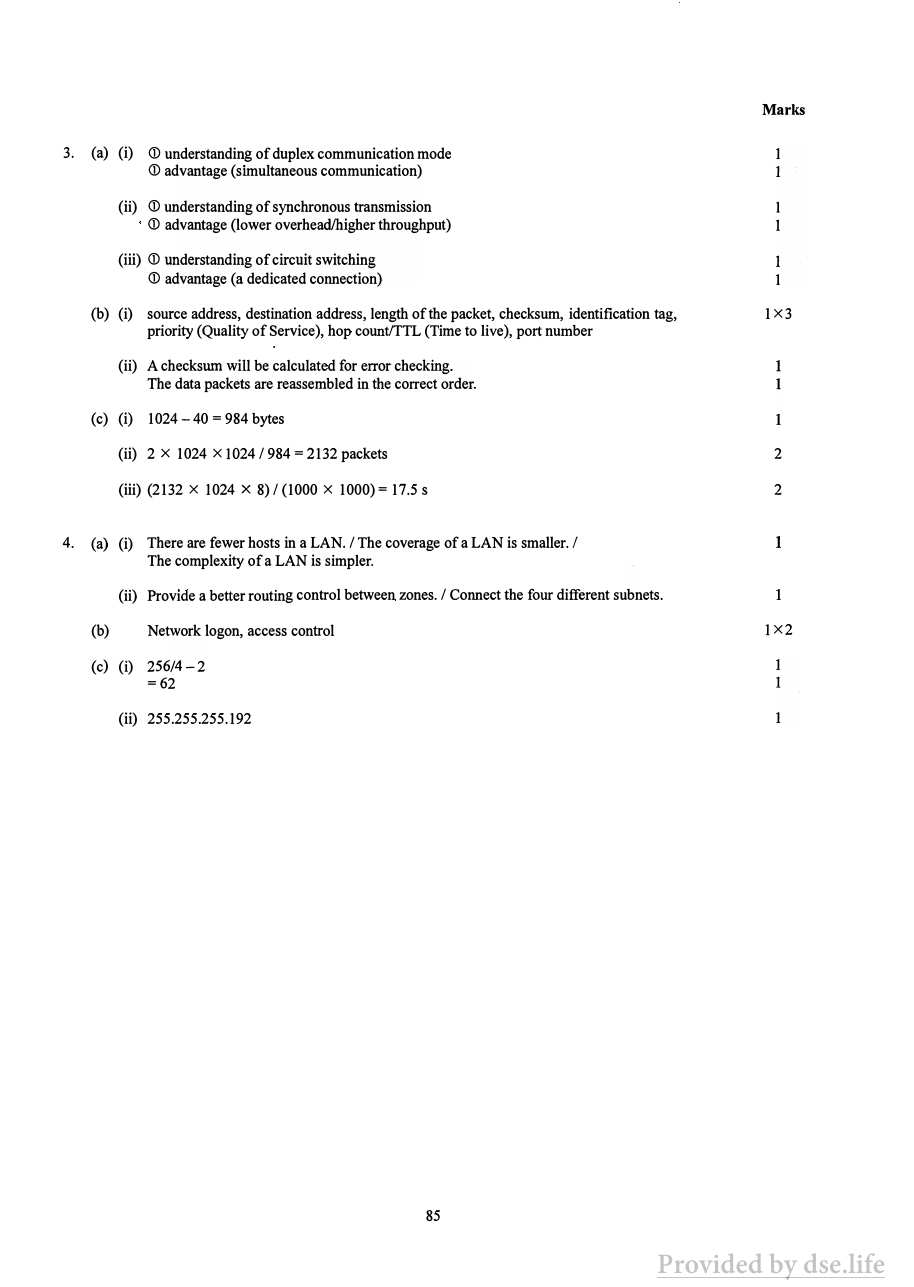 Marks
3. (a) (i) ① understanding of duplex communication mode 1
① advantage (simultaneous communication) 1
(ii) ① understanding of synchronous transmission 1
① advantage (lower overhead/higher throughput) 1
(iii) ① understanding of circuit switching 1
① advantage (a dedicated connection) 1
(b) (i) source address, destination address, length of the packet, checksum, identification tag, 1×3
priority (Quality of Service), hop count/TTL (Time to live), port number
(ii) A checksum will be calculated for error checking. 1
The data packets are reassembled in the correct order. 1
(c) (i) 1024 – 40 = 984 bytes 1
(ii) 2 × 1024 ×1024 / 984 = 2132 packets 2
(iii) (2132 × 1024 × 8) / (1000 × 1000) = 17.5 s 2
4. (a) (i) There are fewer hosts in a LAN. / The coverage of a LAN is smaller. / 1
The complexity of a LAN is simpler.
(ii) Provide a better routing control between zones. / Connect the four different subnets. 1
(b) Network logon, access control 1×2
(c) (i) 256/4 – 2 1
= 62 1
(ii) 255.255.255.192 1
85
Provided by dse.life